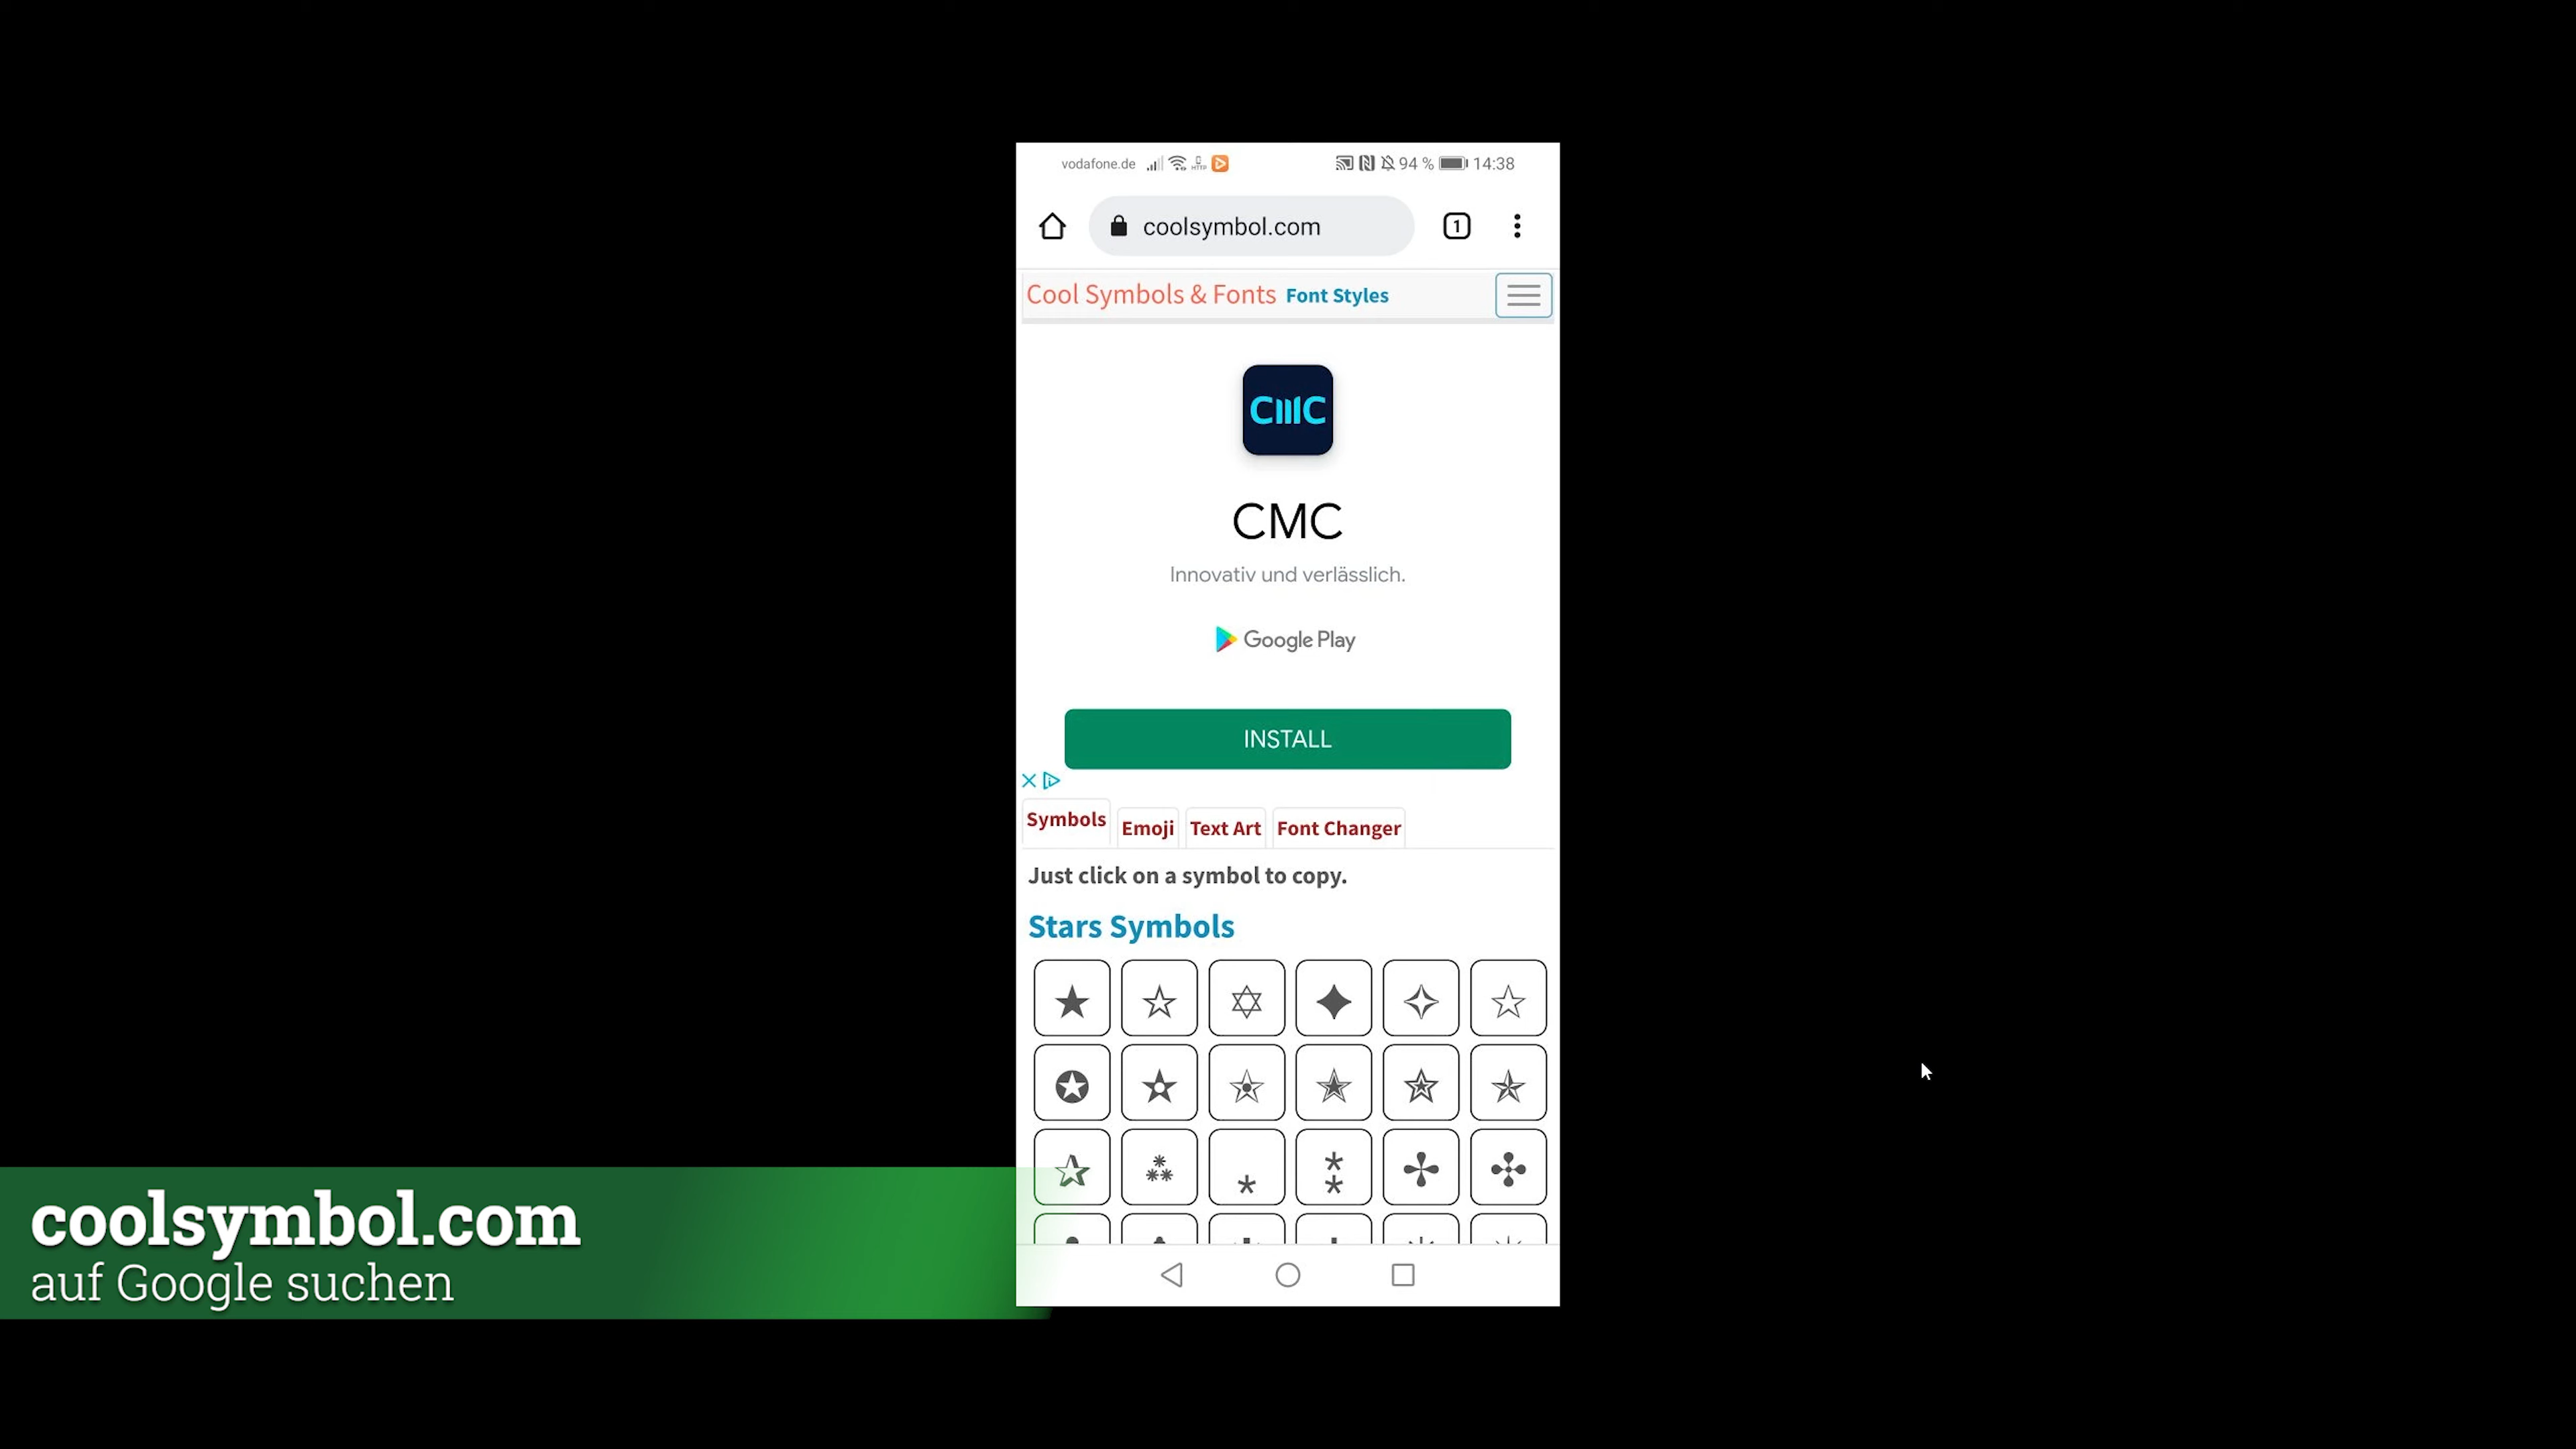 vodafone.de
94 %
14:38
coolsymbol.com
1
Cool Symbols & Fonts Font Styles
CMC
CMC
Innovativ und verlässlich.
Google Play
INSTALL
Symbols
Emoji
Text Art
Font Changer
Just click on a symbol to copy.
Stars Symbols
coolsymbol.com
auf Google suchen